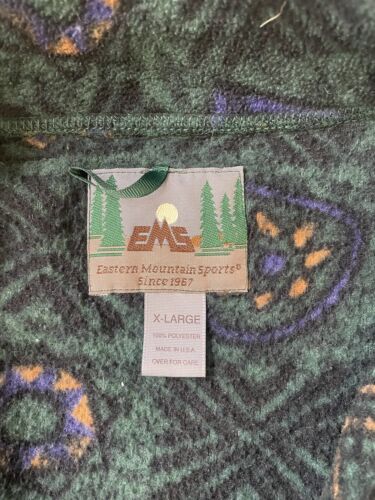 EMS
Eastern Mountain Sports®
Since 1967
X-LARGE
100% POLYESTER
MADE IN U.S.A.
OVER FOR CARE